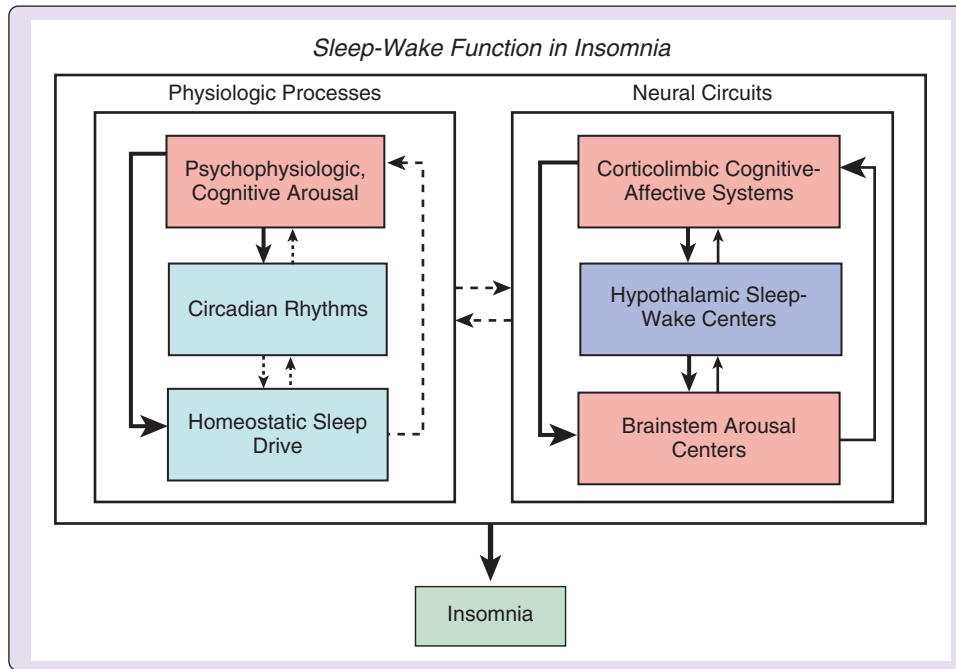 Sleep-Wake Function in Insomnia
Physiologic Processes
Psychophysiologic,
Cognitive Arousal
Circadian Rhythms
Homeostatic Sleep
Drive
Neural Circuits
Corticolimbic Cognitive-
Affective Systems
Hypothalamic Sleep-
Wake Centers
Brainstem Arousal
Centers
Insomnia